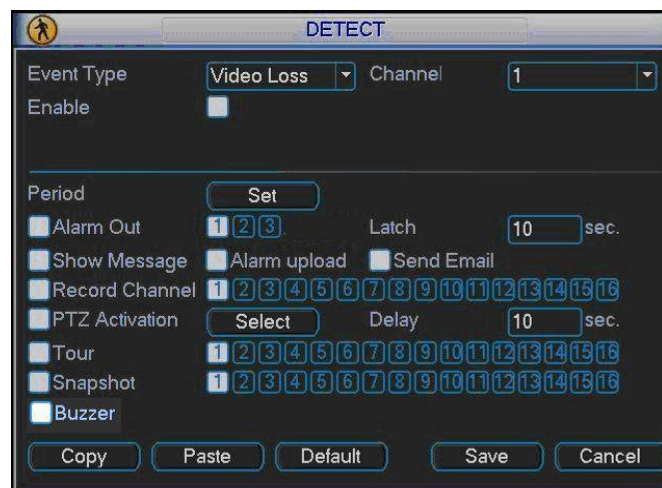 DETECT
Event Type Video Loss Channel 1
Enable
Period Set
Alarm Out 1 2 3 Latch 10 sec.
Show Message Alarm upload Send Email
Record Channel 1 2 3 4 5 6 7 8 9 10 11 12 13 14 15 16
PTZ Activation Select Delay 10 sec.
Tour 1 2 3 4 5 6 7 8 9 10 11 12 13 14 15 16
Snapshot 1 2 3 4 5 6 7 8 9 10 11 12 13 14 15 16
Buzzer
Copy Paste Default Save Cancel